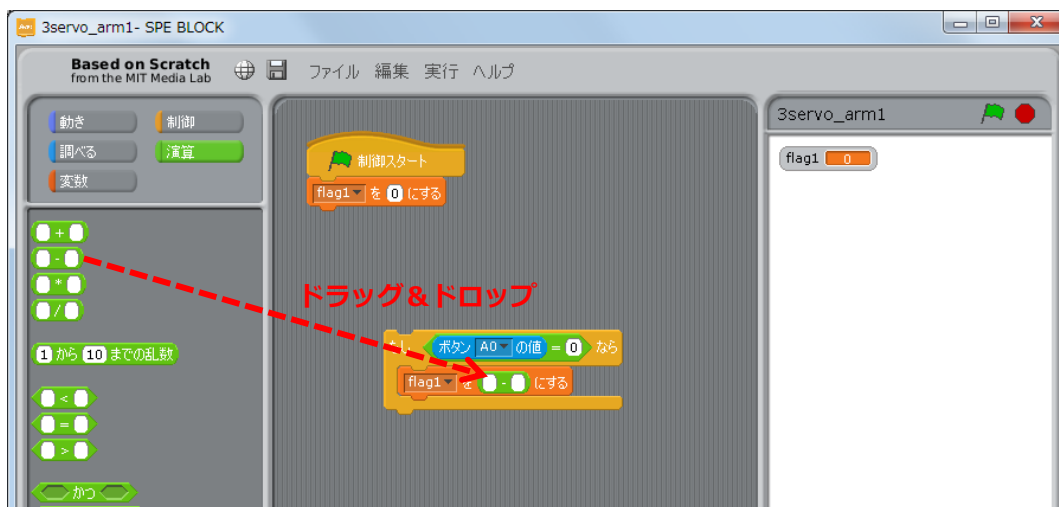 3servo_arm1- SPE BLOCK
Based on Scratch
from the MIT Media Lab
ファイル 編集 実行 ヘルプ
動き 制御
調べる 演算
変数
+
-
*
/
1 から 10 までの乱数
<
=
>
かつ
制御スタート
flag1 を 0 にする
ドラッグ&ドロップ
もし ボタン A0 の値 = 0 なら
flag1 を - にする
3servo_arm1
flag1 0